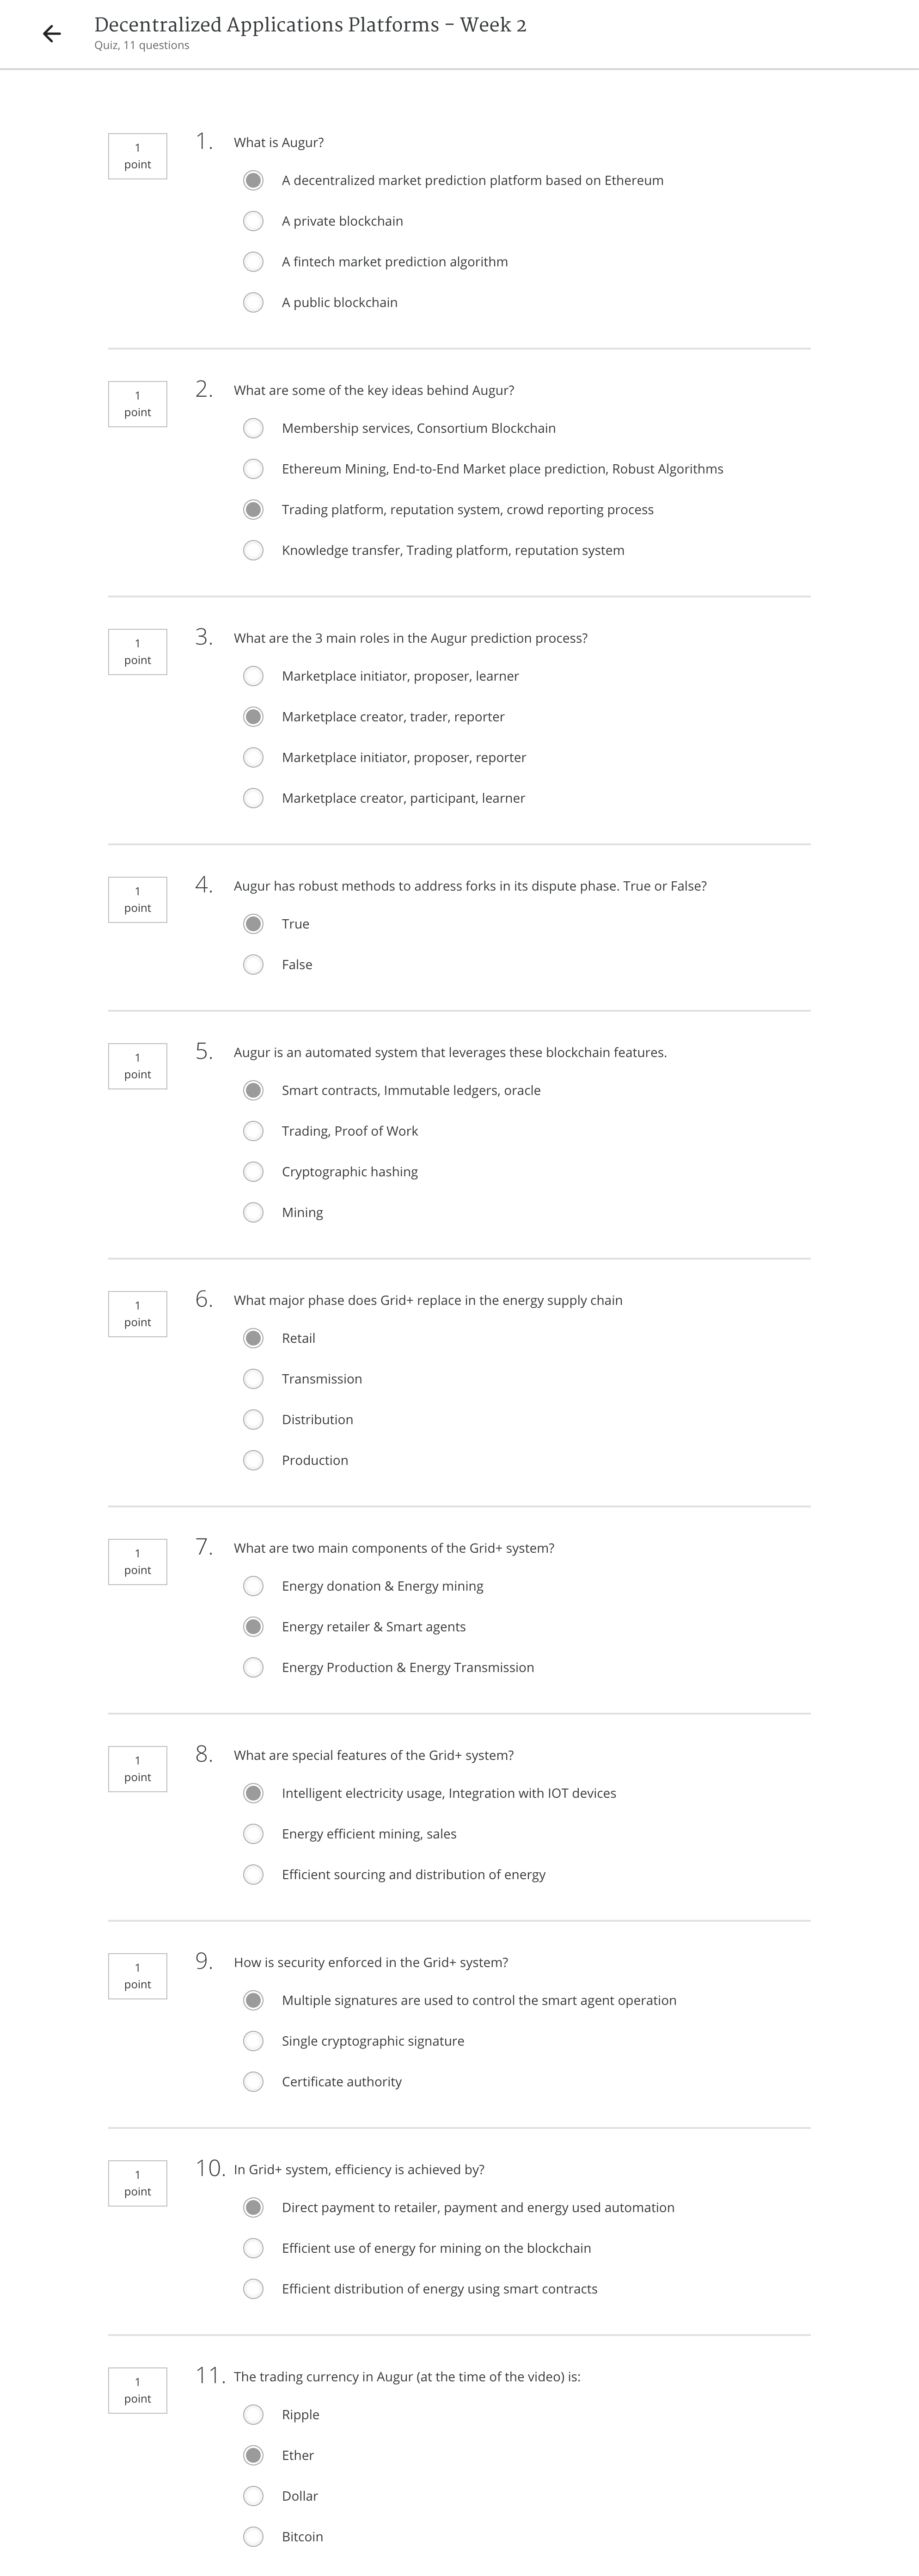 Decentralized Applications Platforms – Week 2
Quiz, 11 questions
1
point
1. What is Augur?
A decentralized market prediction platform based on Ethereum
A private blockchain
A fintech market prediction algorithm
A public blockchain
1
point
2. What are some of the key ideas behind Augur?
Membership services, Consortium Blockchain
Ethereum Mining, End-to-End Market place prediction, Robust Algorithms
Trading platform, reputation system, crowd reporting process
Knowledge transfer, Trading platform, reputation system
1
point
3. What are the 3 main roles in the Augur prediction process?
Marketplace initiator, proposer, learner
Marketplace creator, trader, reporter
Marketplace initiator, proposer, reporter
Marketplace creator, participant, learner
1
point
4. Augur has robust methods to address forks in its dispute phase. True or False?
True
False
1
point
5. Augur is an automated system that leverages these blockchain features.
Smart contracts, Immutable ledgers, oracle
Trading, Proof of Work
Cryptographic hashing
Mining
1
point
6. What major phase does Grid+ replace in the energy supply chain
Retail
Transmission
Distribution
Production
1
point
7. What are two main components of the Grid+ system?
Energy donation & Energy mining
Energy retailer & Smart agents
Energy Production & Energy Transmission
1
point
8. What are special features of the Grid+ system?
Intelligent electricity usage, Integration with IOT devices
Energy efficient mining, sales
Efficient sourcing and distribution of energy
1
point
9. How is security enforced in the Grid+ system?
Multiple signatures are used to control the smart agent operation
Single cryptographic signature
Certificate authority
1
point
10. In Grid+ system, efficiency is achieved by?
Direct payment to retailer, payment and energy used automation
Efficient use of energy for mining on the blockchain
Efficient distribution of energy using smart contracts
1
point
11. The trading currency in Augur (at the time of the video) is:
Ripple
Ether
Dollar
Bitcoin